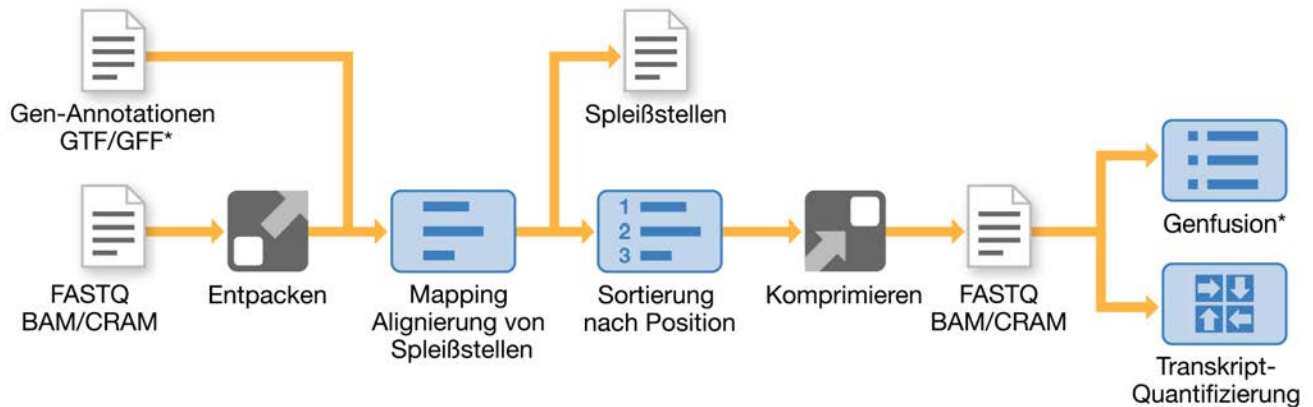 Gen-Annotationen
GTF/GFF*
Spleißstellen
FASTQ
BAM/CRAM
Entpacken
Mapping
Alignierung von
Spleißstellen
1
2
3
Sortierung
nach Position
Komprimieren
FASTQ
BAM/CRAM
Genfusion*
Transkript-
Quantifizierung